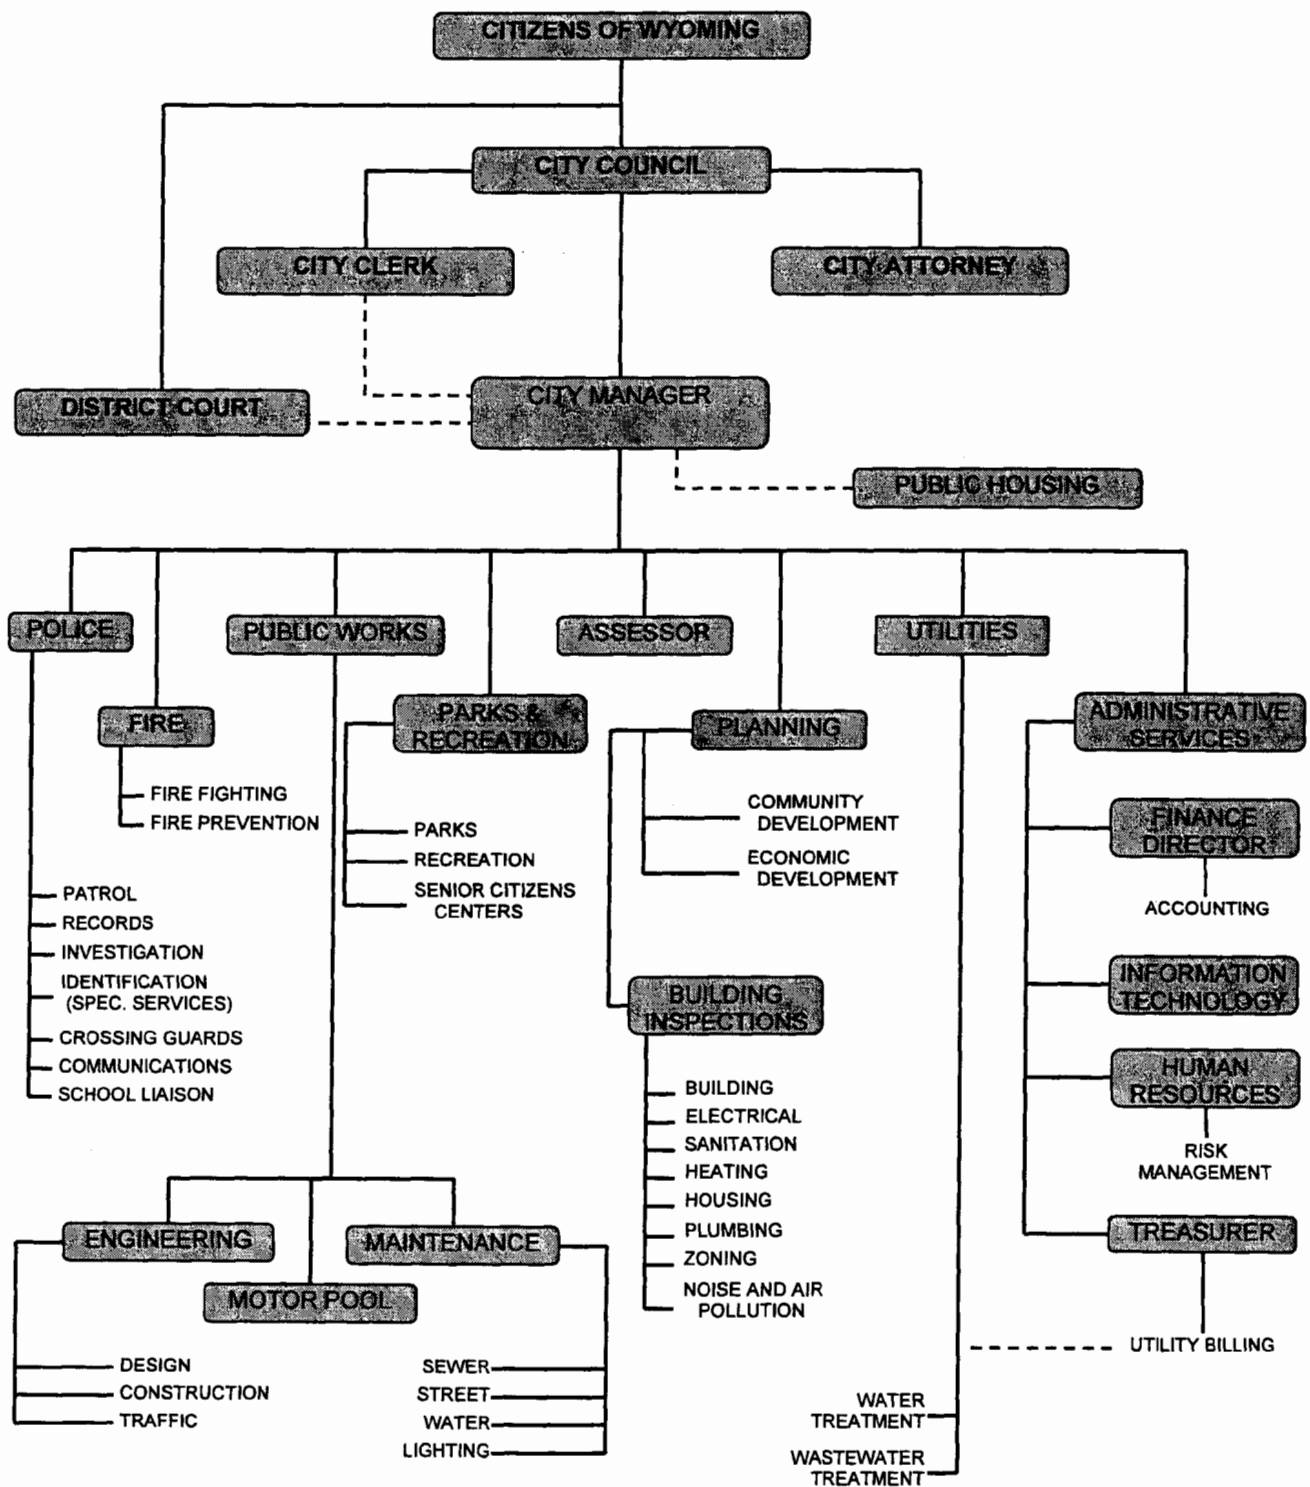 CITIZENS OF WYOMING
CITY COUNCIL
CITY CLERK
CITY ATTORNEY
DISTRICT COURT
CITY MANAGER
PUBLIC HOUSING
POLICE
PUBLIC WORKS
ASSESSOR
UTILITIES
FIRE
PARKS &
RECREATION
PLANNING
ADMINISTRATIVE
SERVICES
FIRE FIGHTING
FIRE PREVENTION
PARKS
RECREATION
SENIOR CITIZENS
CENTERS
COMMUNITY
DEVELOPMENT
ECONOMIC
DEVELOPMENT
FINANCE
DIRECTOR
ACCOUNTING
PATROL
RECORDS
INVESTIGATION
IDENTIFICATION
(SPEC. SERVICES)
CROSSING GUARDS
COMMUNICATIONS
SCHOOL LIAISON
BUILDING
INSPECTIONS
INFORMATION
TECHNOLOGY
HUMAN
RESOURCES
RISK
MANAGEMENT
BUILDING
ELECTRICAL
SANITATION
HEATING
HOUSING
PLUMBING
ZONING
NOISE AND AIR
POLLUTION
ENGINEERING
MAINTENANCE
MOTOR POOL
TREASURER
UTILITY BILLING
DESIGN
CONSTRUCTION
TRAFFIC
SEWER
STREET
WATER
LIGHTING
WATER
TREATMENT
WASTEWATER
TREATMENT